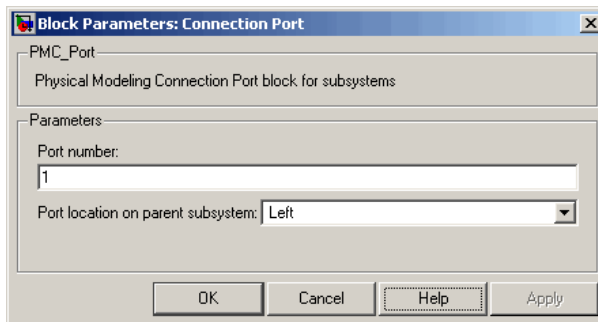 Block Parameters: Connection Port
PMC_Port
Physical Modeling Connection Port block for subsystems
Parameters
Port number:
1
Port location on parent subsystem: Left
OK Cancel Help Apply